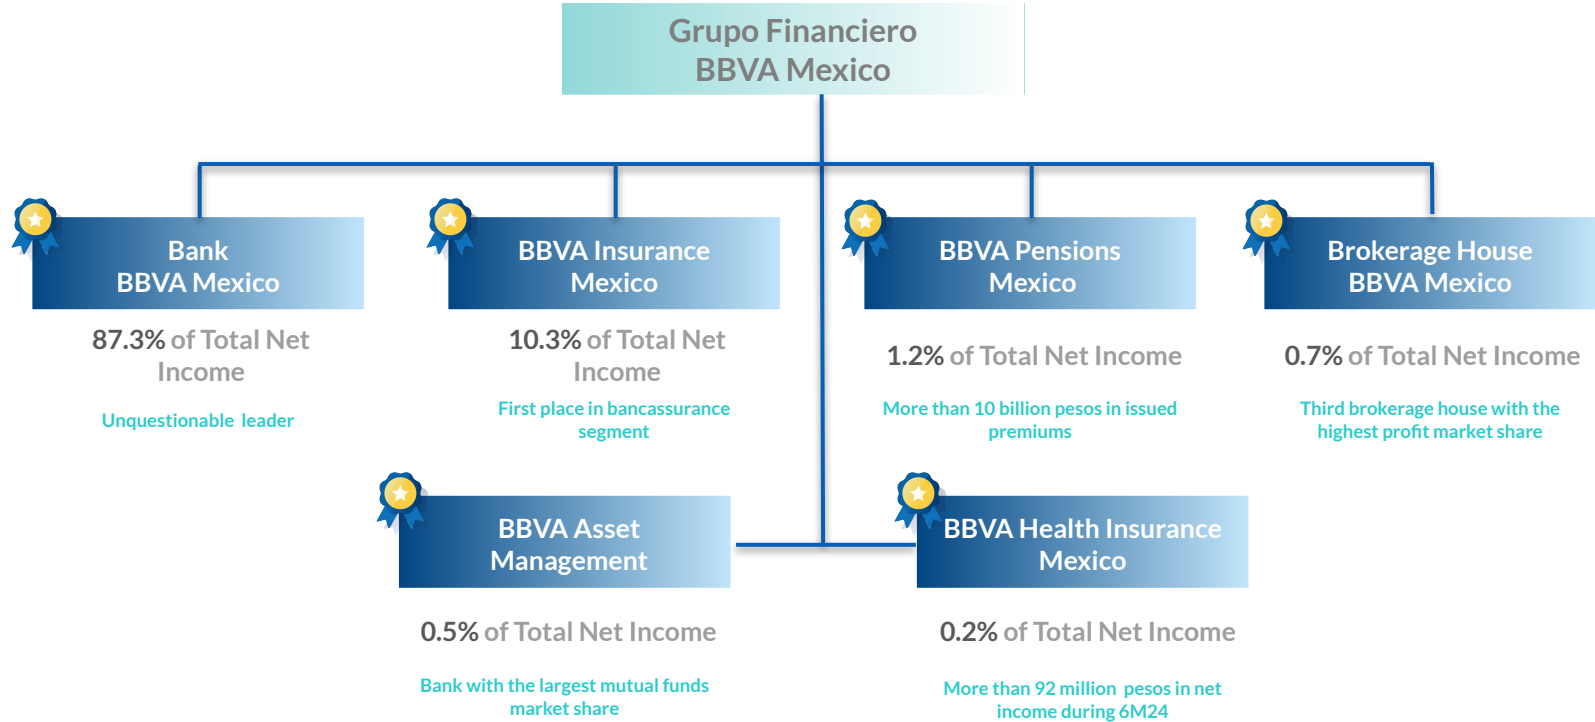 Grupo Financiero
BBVA Mexico
Bank
BBVA Mexico
87.3% of Total Net
Income
Unquestionable leader
BBVA Insurance
Mexico
10.3% of Total Net
Income
First place in bancassurance
segment
BBVA Pensions
Mexico
1.2% of Total Net Income
More than 10 billion pesos in issued
premiums
Brokerage House
BBVA Mexico
0.7% of Total Net Income
Third brokerage house with the
highest profit market share
BBVA Asset
Management
0.5% of Total Net Income
Bank with the largest mutual funds
market share
BBVA Health Insurance
Mexico
0.2% of Total Net Income
More than 92 million pesos in net
income during 6M24